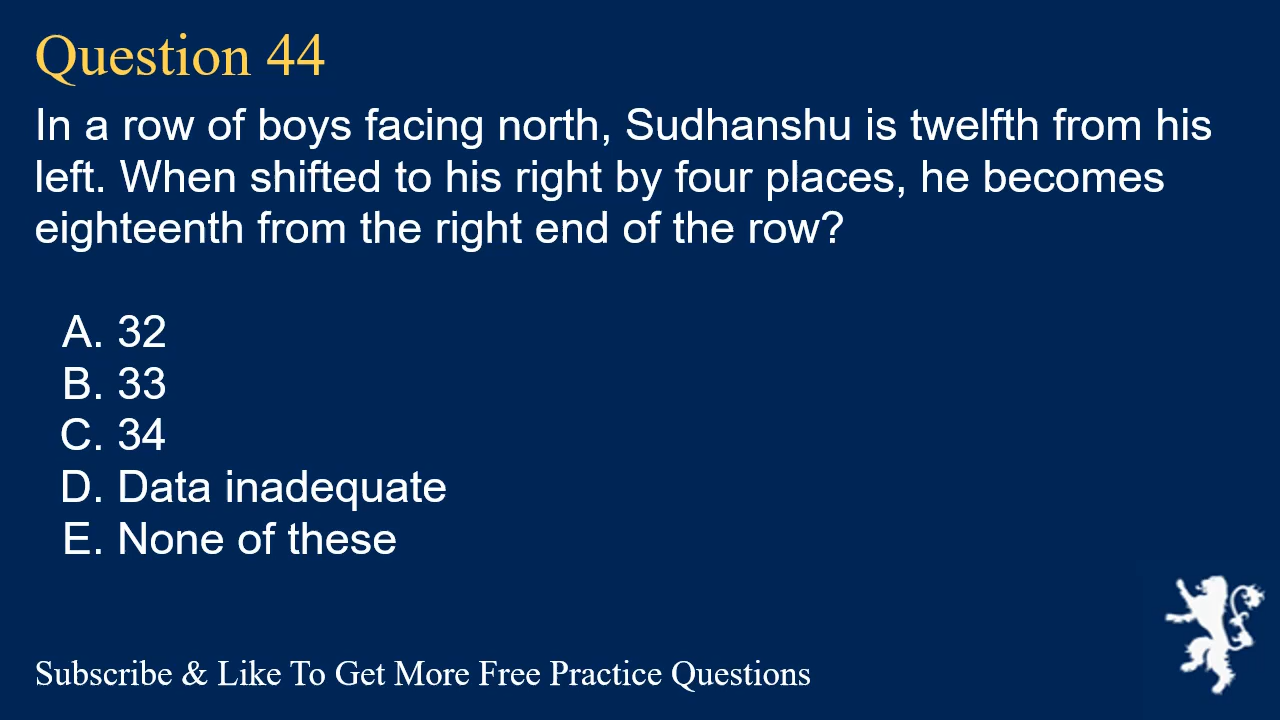 Question 44
In a row of boys facing north, Sudhanshu is twelfth from his
left. When shifted to his right by four places, he becomes
eighteenth from the right end of the row?
A. 32
B. 33
C. 34
D. Data inadequate
E. None of these
Subscribe & Like To Get More Free Practice Questions